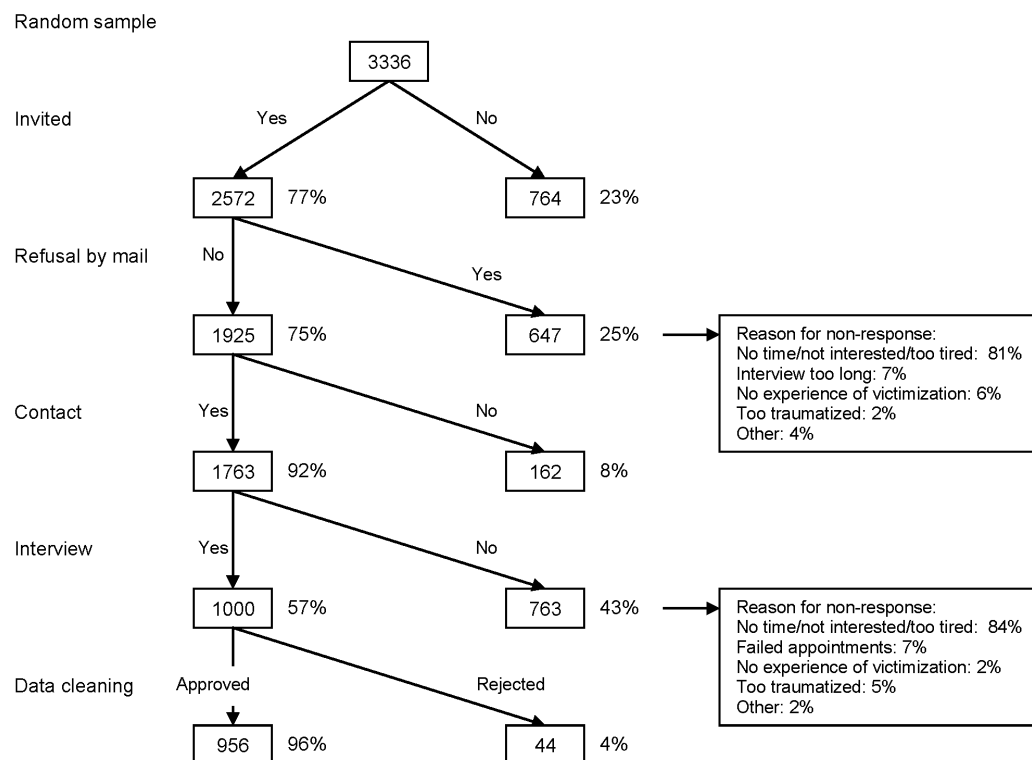 Random sample
3336
Invited
Yes
No
2572 77%
764 23%
Refusal by mail
No
Yes
1925 75%
647 25%
Reason for non-response:
No time/not interested/too tired: 81%
Interview too long: 7%
No experience of victimization: 6%
Too traumatized: 2%
Other: 4%
Contact
Yes
No
1763 92%
162 8%
Interview
Yes
No
1000 57%
763 43%
Reason for non-response:
No time/not interested/too tired: 84%
Failed appointments: 7%
No experience of victimization: 2%
Too traumatized: 5%
Other: 2%
Data cleaning
Approved
Rejected
956 96%
44 4%